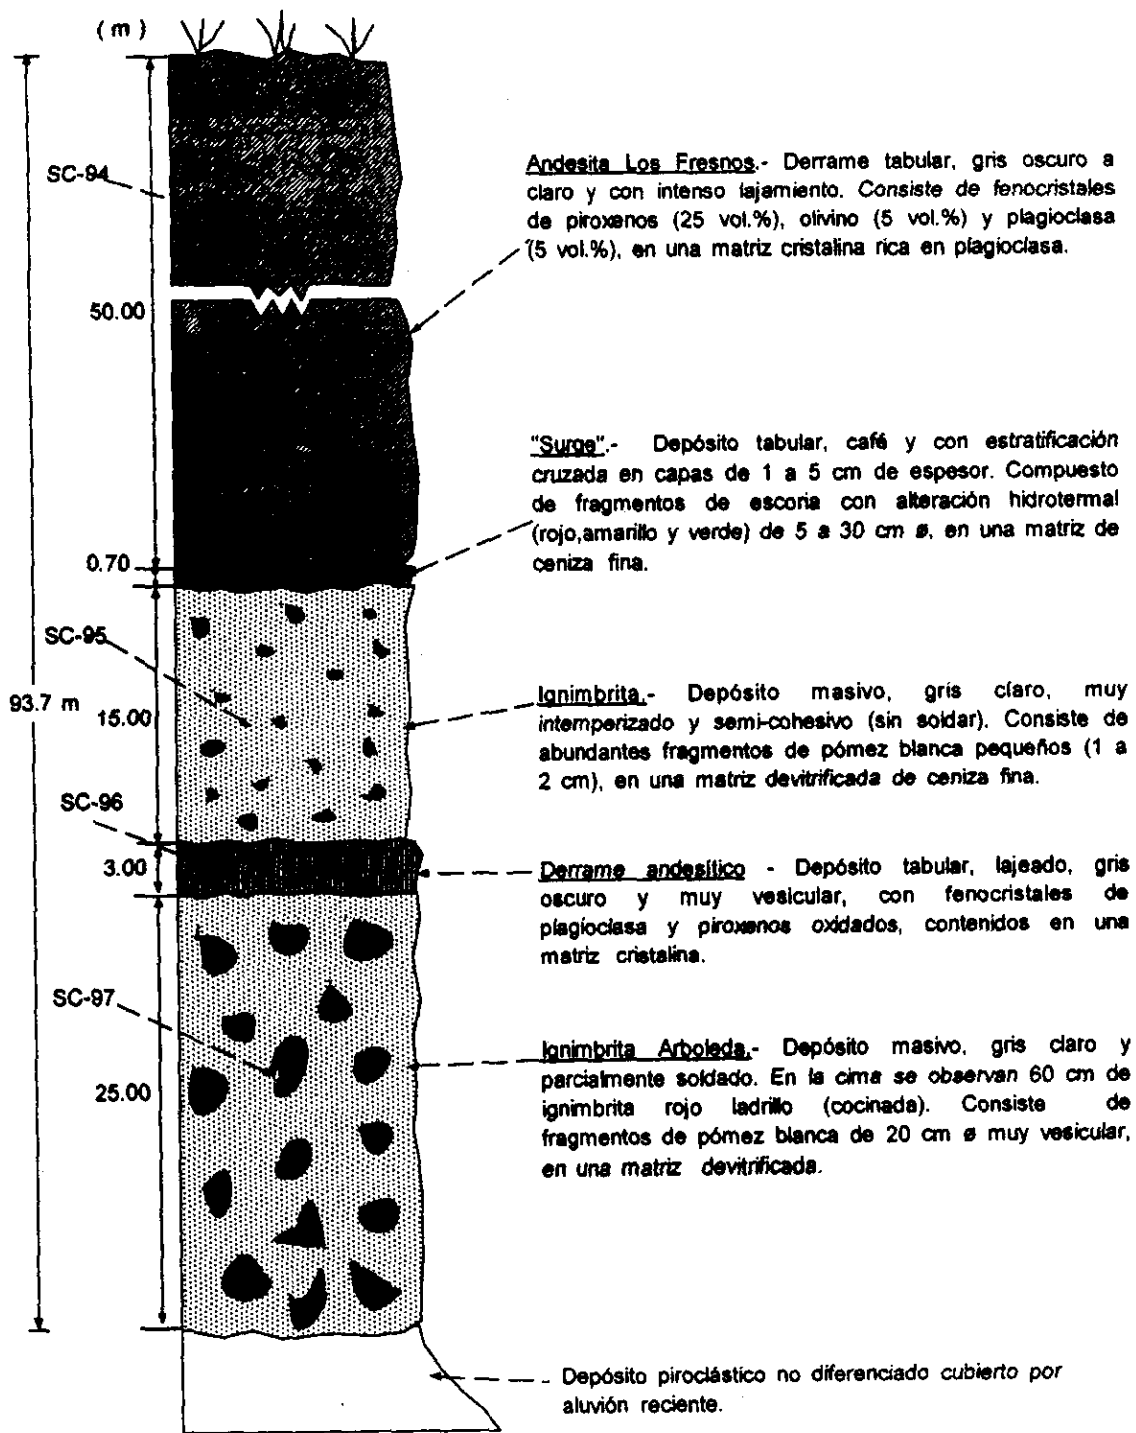 (m)
SC-94
Andesita Los Fresnos.- Derrame tabular, gris oscuro a
claro y con intenso lajamiento. Consiste de fenocristales
de piroxenos (25 vol.%), olivino (5 vol.%) y plagioclasa
(5 vol.%), en una matriz cristalina rica en plagioclasa.
50.00
"Surge".- Depósito tabular, café y con estratificación
cruzada en capas de 1 a 5 cm de espesor. Compuesto
de fragmentos de escoria con alteración hidrotermal
(rojo,amarillo y verde) de 5 a 30 cm ø, en una matriz de
ceniza fina.
0.70
SC-95
93.7 m
15.00
Ignimbrita.- Depósito masivo, gris claro, muy
intemperizado y semi-cohesivo (sin soldar). Consiste de
abundantes fragmentos de pómez blanca pequeños (1 a
2 cm), en una matriz devitrificada de ceniza fina.
SC-96
3.00
Derrame andesítico - Depósito tabular, lajeado, gris
oscuro y muy vesicular, con fenocristales de
plagioclasa y piroxenos oxidados, contenidos en una
matriz cristalina.
SC-97
25.00
Ignimbrita Arboleda.- Depósito masivo, gris claro y
parcialmente soldado. En la cima se observan 60 cm de
ignimbrita rojo ladrillo (cocinada). Consiste de
fragmentos de pómez blanca de 20 cm ø muy vesicular,
en una matriz devitrificada.
Depósito piroclástico no diferenciado cubierto por
aluvión reciente.